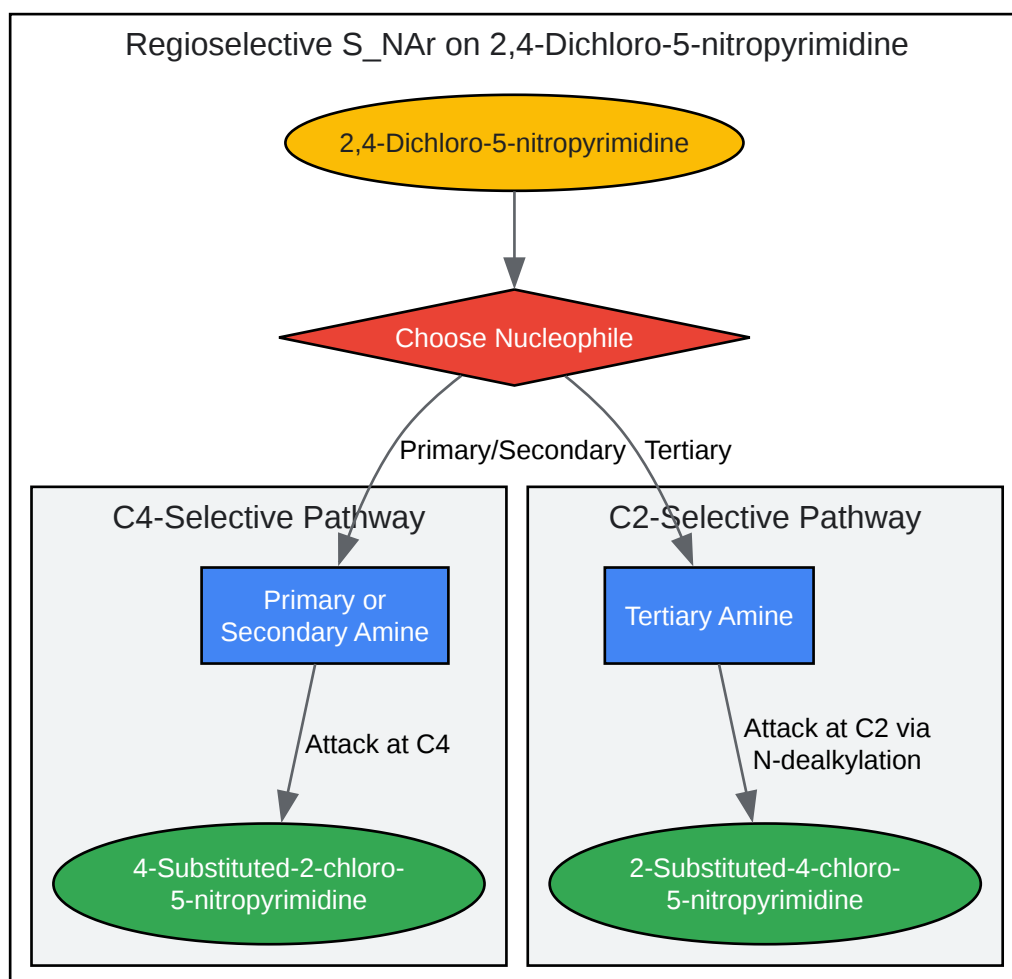 Regioselective S_NAr on 2,4-Dichloro-5-nitropyrimidine
2,4-Dichloro-5-nitropyrimidine
Choose Nucleophile
Primary/Secondary
Tertiary
C4-Selective Pathway
Primary or
Secondary Amine
Attack at C4
4-Substituted-2-chloro-
5-nitropyrimidine
C2-Selective Pathway
Tertiary Amine
Attack at C2 via
N-dealkylation
2-Substituted-4-chloro-
5-nitropyrimidine